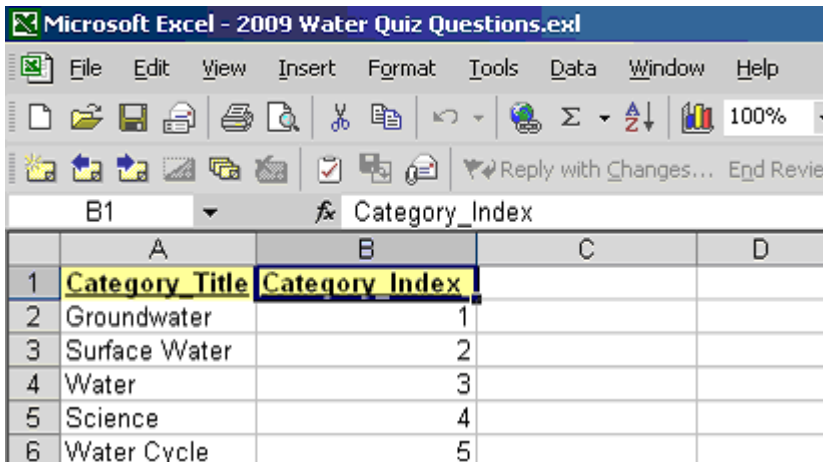 Microsoft Excel - 2009 Water Quiz Questions.exl
File Edit View Insert Format Tools Data Window Help
100%
Reply with Changes... End Revie
B1 fx Category_Index
A B C D
1 Category_Title Category_Index
2 Groundwater 1
3 Surface Water 2
4 Water 3
5 Science 4
6 Water Cycle 5